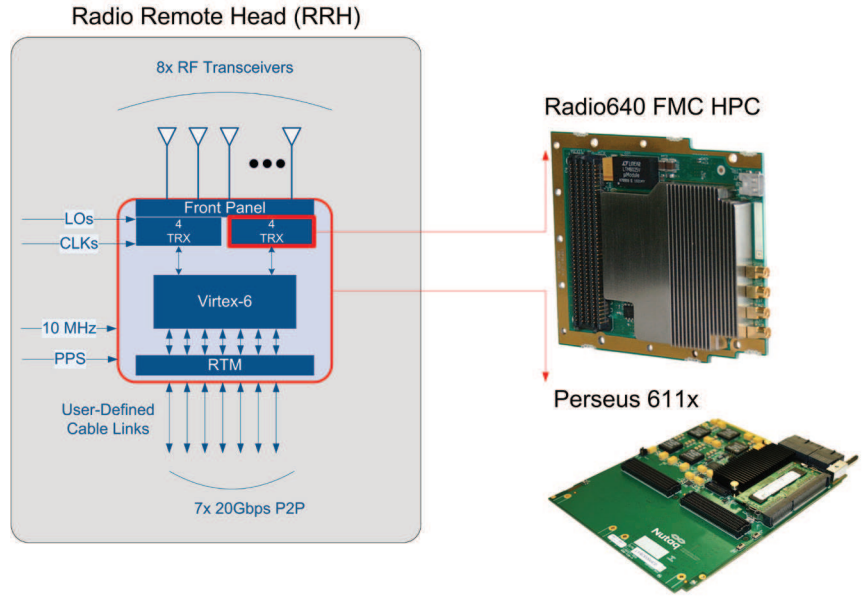 Radio Remote Head (RRH)
8x RF Transceivers
Front Panel
4
TRX
4
TRX
LOs
CLKs
Virtex-6
10 MHz
PPS
RTM
User-Defined
Cable Links
7x 20Gbps P2P
Radio640 FMC HPC
Perseus 611x
Nutaq